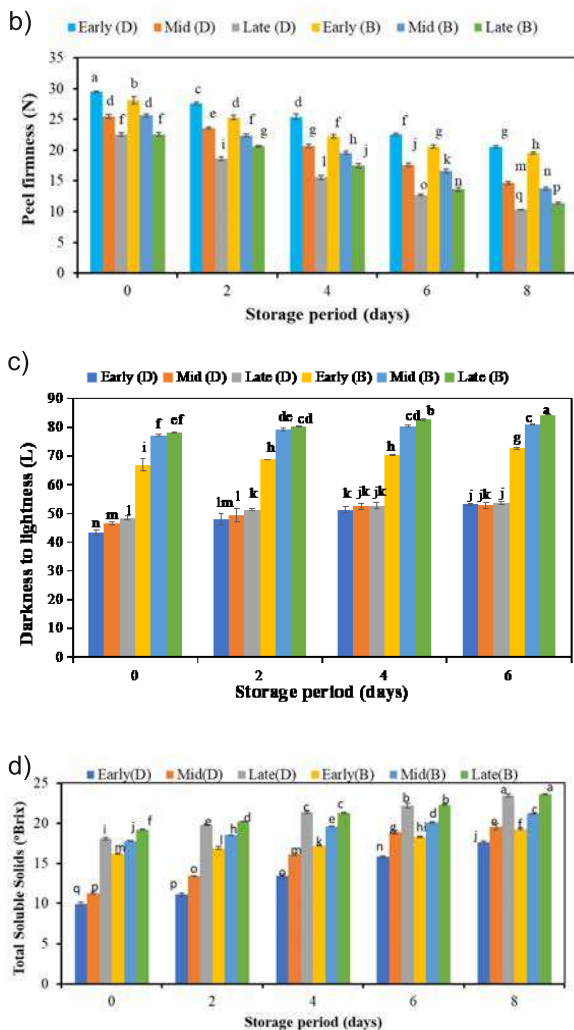 b)
Early (D) Mid (D) Late (D) Early (B) Mid (B) Late (B)
Peel firmness (N)
35
30
25
20
15
10
5
0
a d f b d f
c e i d f g
d g l f h j
f j o g k n
g m q h n p
0 2 4 6 8
Storage period (days)
c)
Early (D) Mid (D) Late (D) Early (B) Mid (B) Late (B)
Darkness to lightness (L)
90
80
70
60
50
40
30
20
10
0
n m l i f ef
lm l k h de cd
k jk jk h cd b
j jk j g c a
0 2 4 6
Storage period (days)
d)
Early(D) Mid(D) Late(D) Early(B) Mid(B) Late(B)
Total Soluble Solids (°Brix)
25
20
15
10
5
0
q p i m j f
p o e l h d
o m c k e c
n g b hi d b
j e a f c a
0 2 4 6 8
Storage period (days)